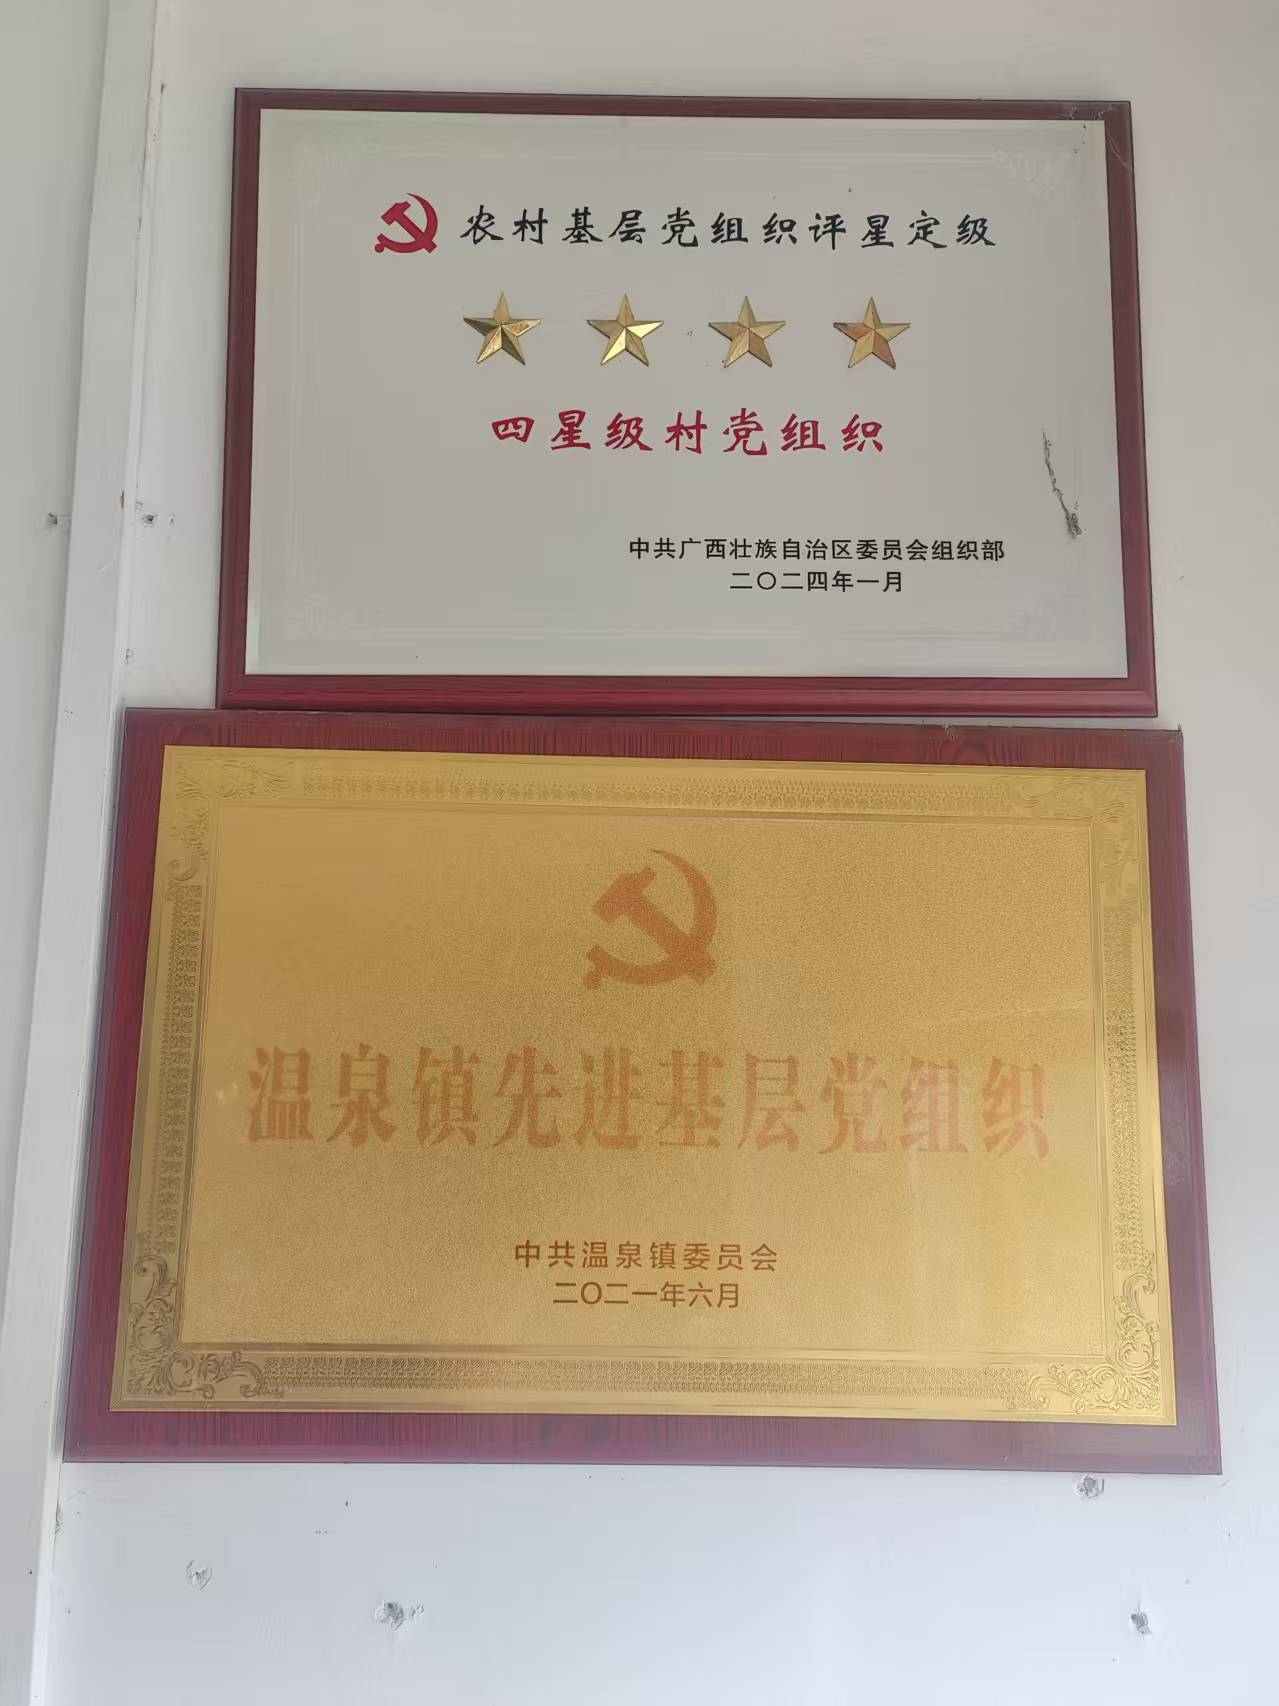 农村基层党组织评星定级
四星级村党组织
中共广西壮族自治区委员会组织部
二〇二四年一月
温泉镇先进基层党组织
中共温泉镇委员会
二〇二一年六月